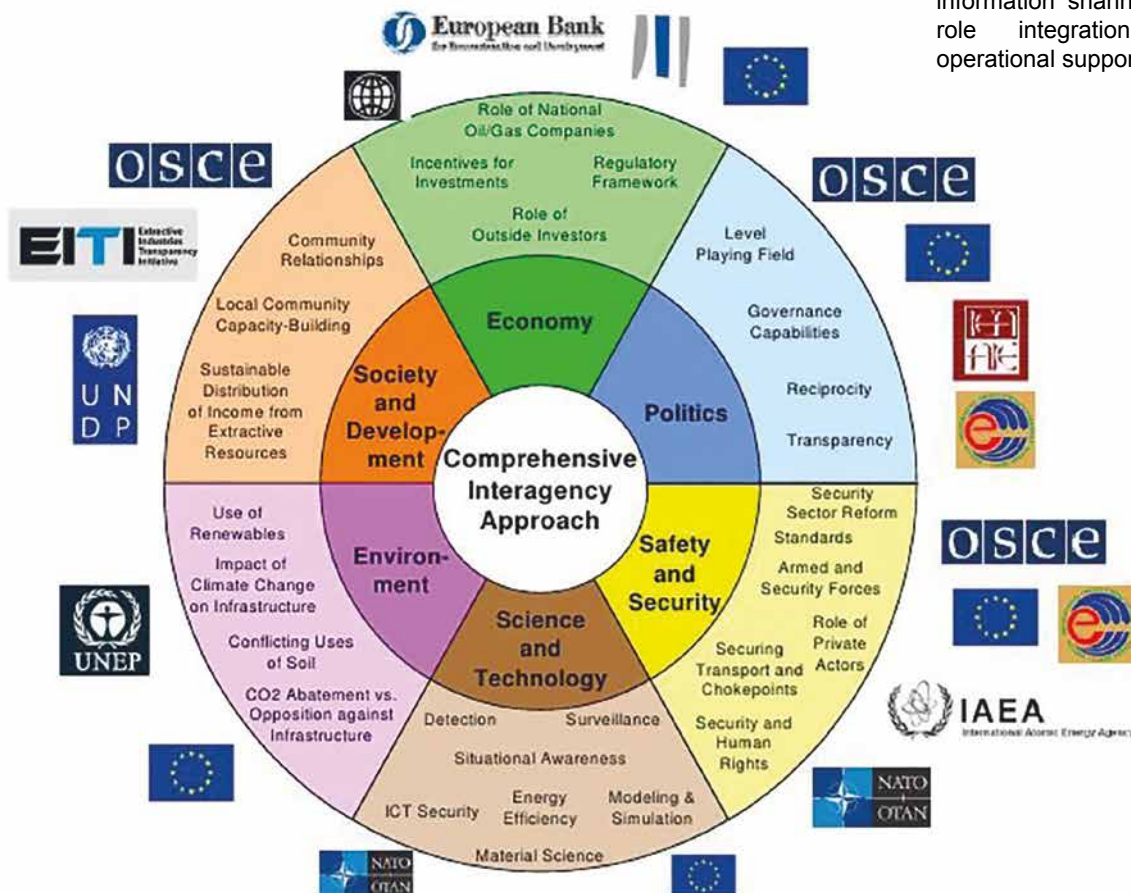 information sharin
role integration
operational suppor
European Bank
for Reconstruction and Development
osce
EITI
Extractive
Industries
Transparency
Initiative
UN
DP
UNEP
Role of National
Oil/Gas Companies
Incentives for
Investments
Regulatory
Framework
Role of
Outside Investors
Economy
osce
Level
Playing Field
Governance
Capabilities
Reciprocity
Transparency
Politics
Community
Relationships
Local Community
Capacity-Building
Sustainable
Distribution
of Income from
Extractive
Resources
Society
and
Develop-
ment
Comprehensive
Interagency
Approach
Use of
Renewables
Impact of
Climate Change
on Infrastructure
Conflicting Uses
of Soil
CO2 Abatement vs.
Opposition against
Infrastructure
Environ-
ment
Safety
and
Security
Security
Sector Reform
Standards
Armed and
Security Forces
Role of
Private
Actors
Securing
Transport and
Chokepoints
Security and
Human
Rights
osce
IAEA
International Atomic Energy Agency
NATO
OTAN
Science
and
Technology
Detection
Surveillance
Situational Awareness
ICT Security
Energy
Efficiency
Modeling &
Simulation
Material Science
NATO
OTAN